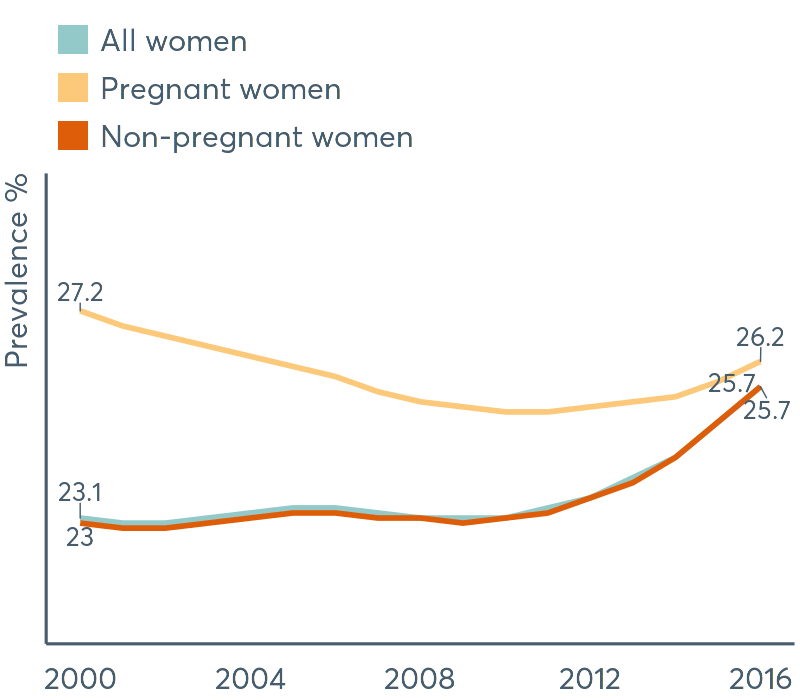 All women
Pregnant women
Non-pregnant women
Prevalence %
27.2
26.2
25.7
25.7
23.1
23
2000 2004 2008 2012 2016